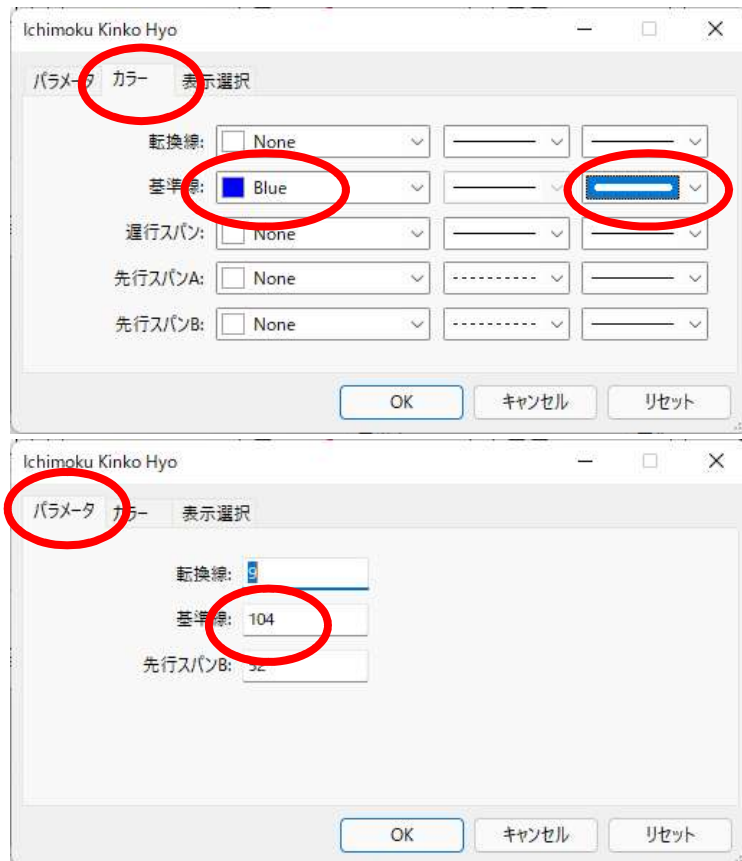 Ichimoku Kinko Hyo
パラメータ カラー 表示選択
転換線: None
基準線: Blue
遅行スパン: None
先行スパンA: None
先行スパンB: None
OK キャンセル リセット
Ichimoku Kinko Hyo
パラメータ カラー 表示選択
転換線: 9
基準線: 104
先行スパンB: 52
OK キャンセル リセット